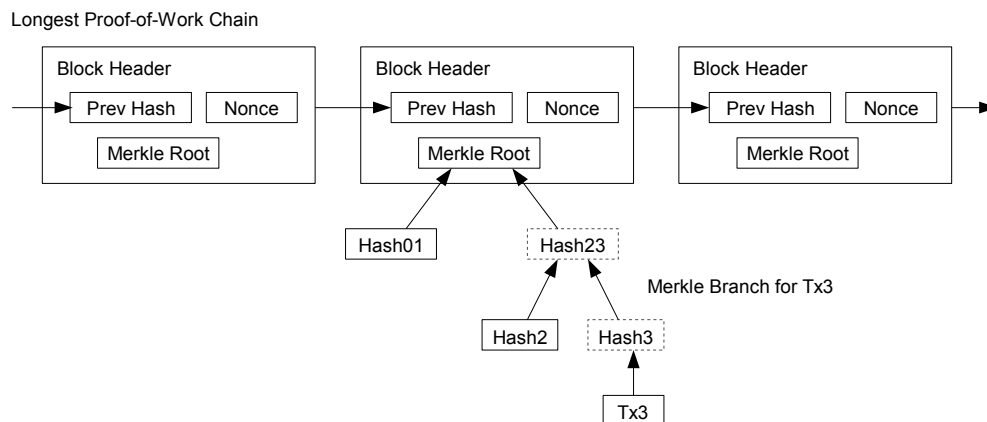 Longest Proof-of-Work Chain
Block Header
Prev Hash
Nonce
Merkle Root
Block Header
Prev Hash
Nonce
Merkle Root
Block Header
Prev Hash
Nonce
Merkle Root
Hash01
Hash23
Merkle Branch for Tx3
Hash2
Hash3
Tx3